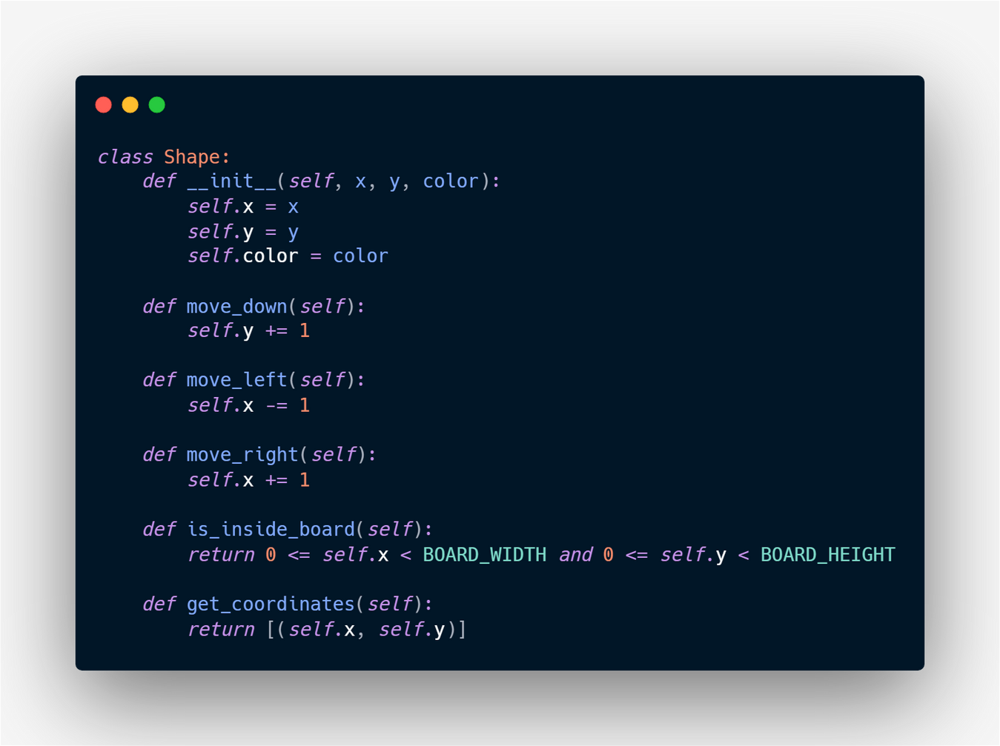 class Shape:
    def __init__(self, x, y, color):
        self.x = x
        self.y = y
        self.color = color

    def move_down(self):
        self.y += 1

    def move_left(self):
        self.x -= 1

    def move_right(self):
        self.x += 1

    def is_inside_board(self):
        return 0 <= self.x < BOARD_WIDTH and 0 <= self.y < BOARD_HEIGHT

    def get_coordinates(self):
        return [(self.x, self.y)]